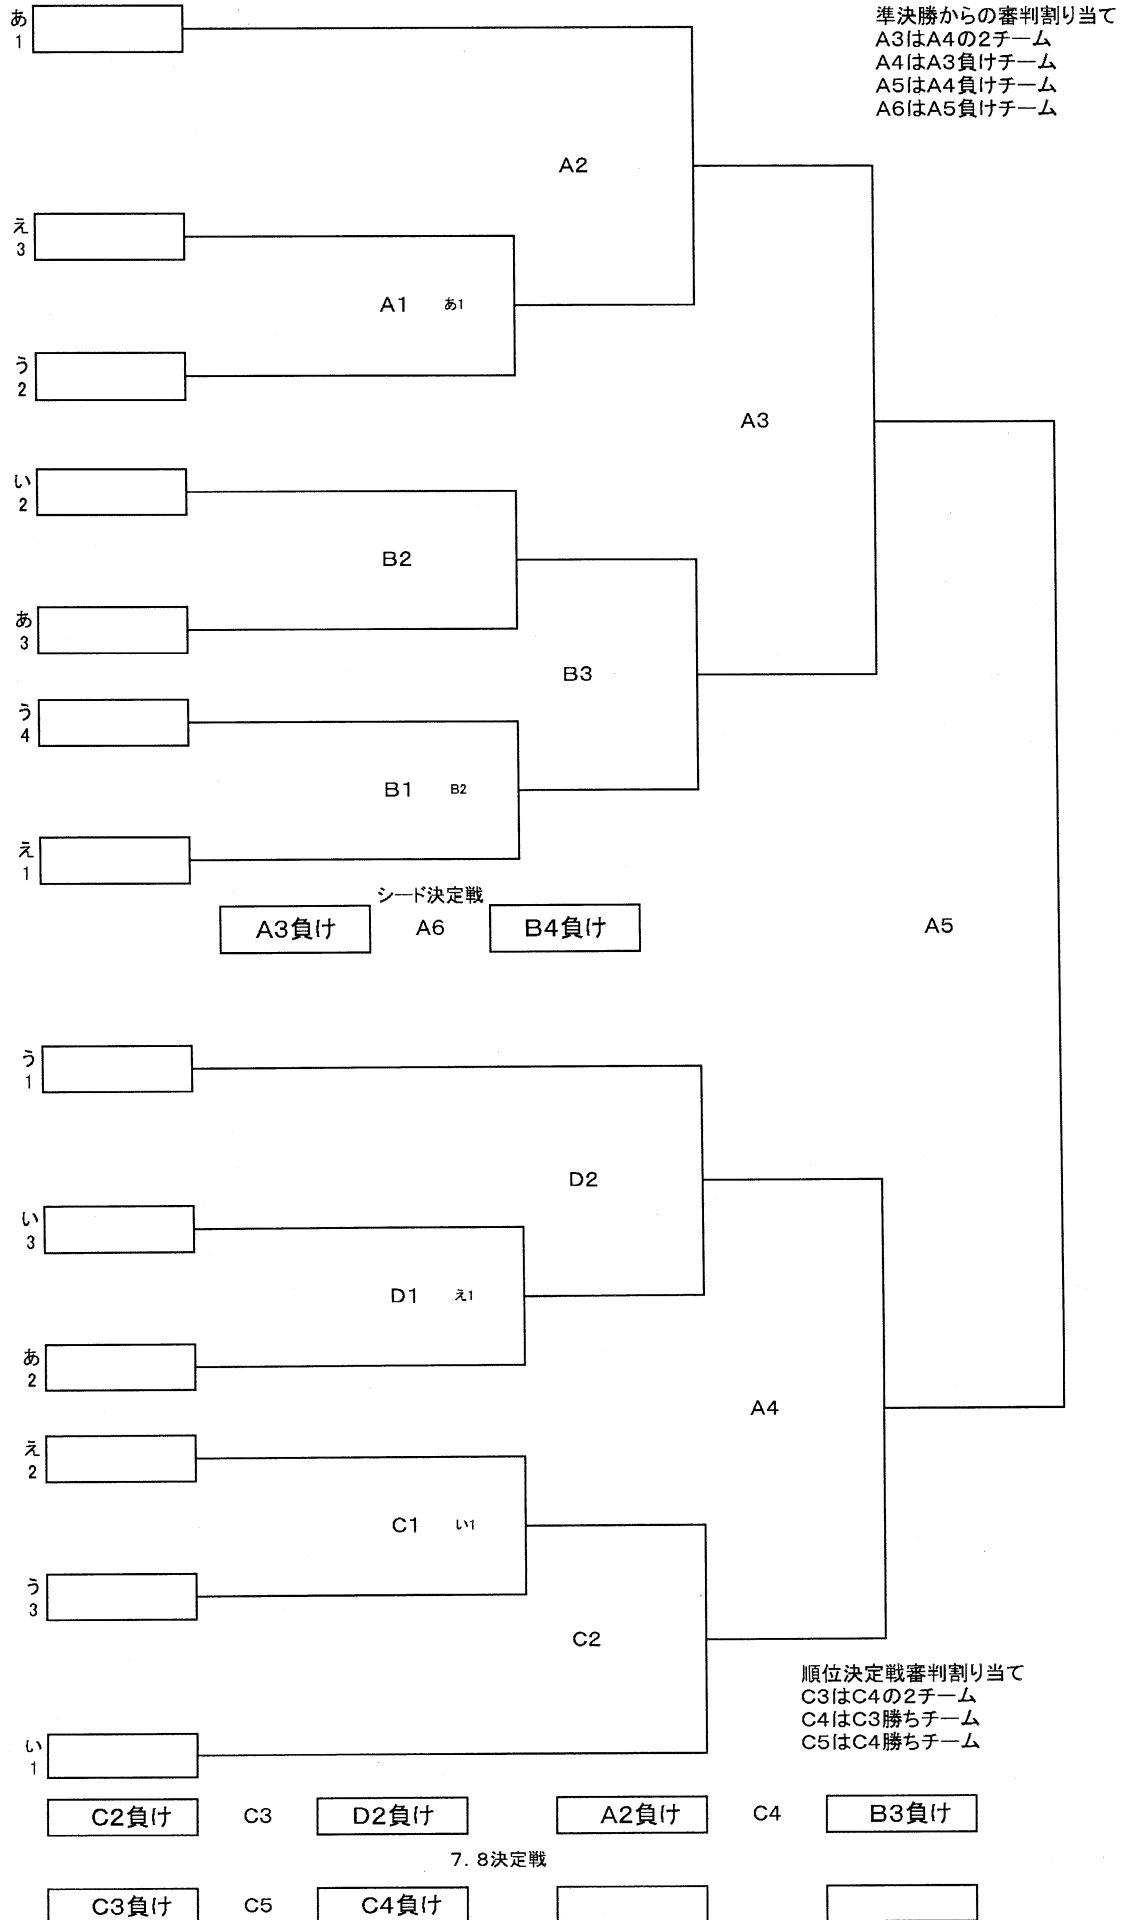 あ
1
準決勝からの審判割り当て
A3はA4の2チーム
A4はA3負けチーム
A5はA4負けチーム
A6はA5負けチーム
A2
え
3
A1 あ1
う
2
A3
い
2
B2
あ
3
B3
う
4
B1 B2
え
1
シード決定戦
A3負け A6 B4負け
A5
う
1
D2
い
3
D1 え1
あ
2
A4
え
2
C1 い1
う
3
C2
順位決定戦審判割り当て
C3はC4の2チーム
C4はC3勝ちチーム
C5はC4勝ちチーム
い
1
C2負け C3 D2負け A2負け C4 B3負け
7. 8決定戦
C3負け C5 C4負け